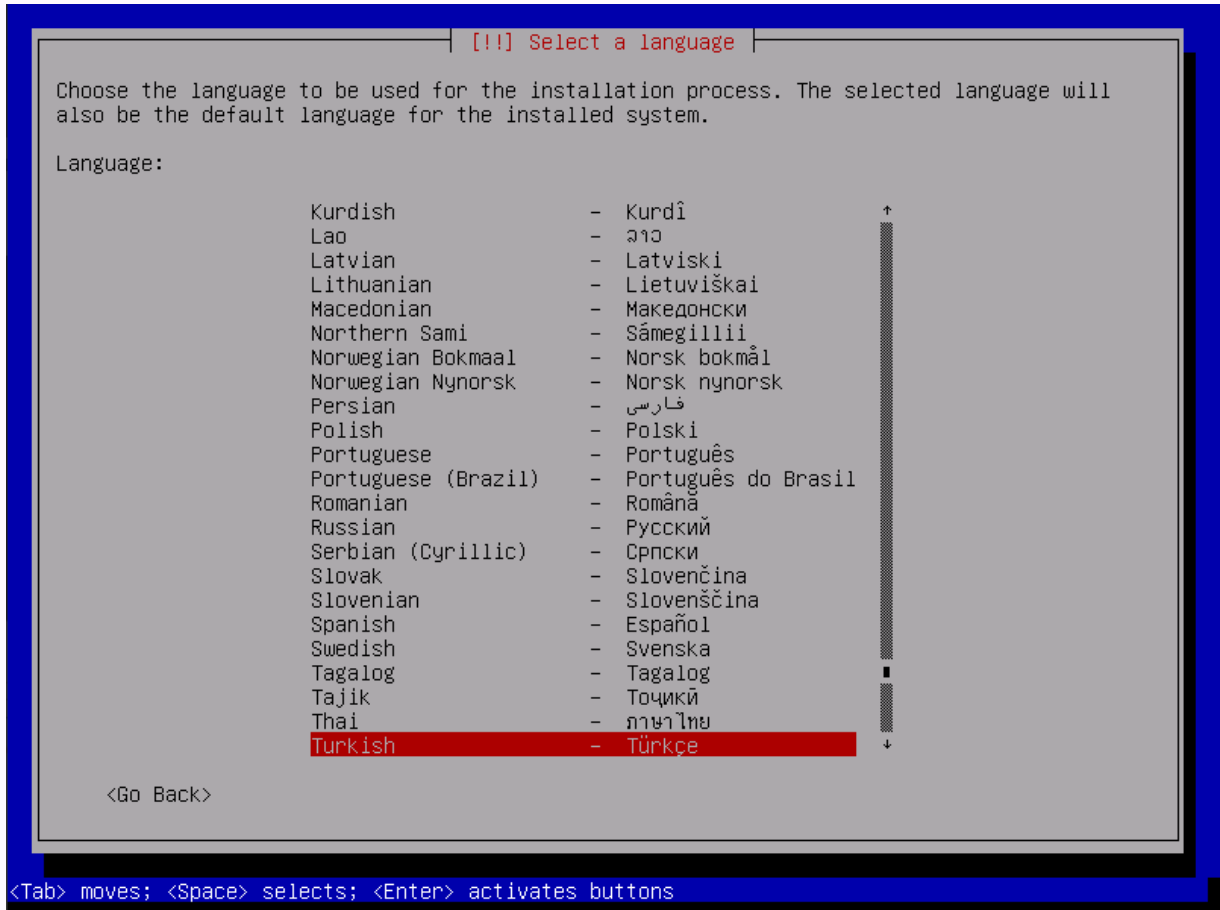 [!!] Select a language
Choose the language to be used for the installation process. The selected language will
also be the default language for the installed system.
Language:
Kurdish - Kurdî
Lao - ລາວ
Latvian - Latviski
Lithuanian - Lietuviškai
Macedonian - Македонски
Northern Sami - Sámegillii
Norwegian Bokmaal - Norsk bokmål
Norwegian Nynorsk - Norsk nynorsk
Persian - فارسی
Polish - Polski
Portuguese - Português
Portuguese (Brazil) - Português do Brasil
Romanian - Română
Russian - Русский
Serbian (Cyrillic) - Српски
Slovak - Slovenčina
Slovenian - Slovenščina
Spanish - Español
Swedish - Svenska
Tagalog - Tagalog
Tajik - Тоҷикӣ
Thai - ภาษาไทย
Turkish - Türkçe
<Go Back>
<Tab> moves; <Space> selects; <Enter> activates buttons